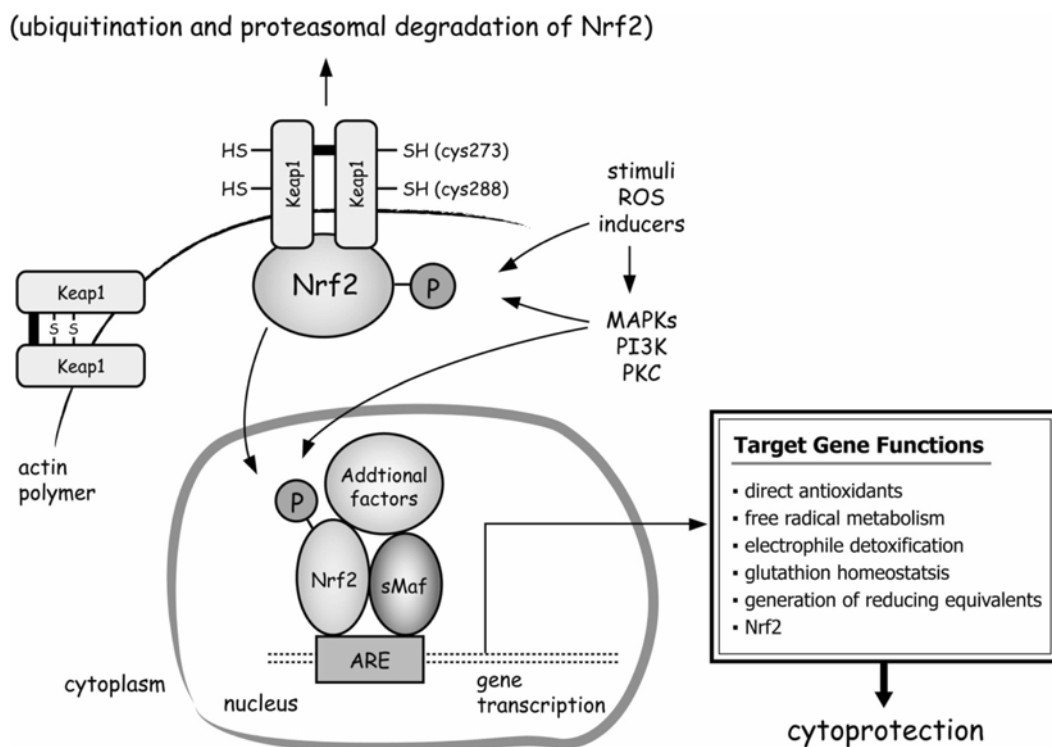 (ubiquitination and proteasomal degradation of Nrf2)
HS
Keap1
Keap1
SH (cys273)
HS
SH (cys288)
stimuli
ROS
inducers
Nrf2
P
Keap1
S S
Keap1
MAPKs
PI3K
PKC
actin
polymer
Addtional
factors
P
Nrf2
sMaf
ARE
cytoplasm
nucleus
gene
transcription
Target Gene Functions
▪ direct antioxidants
▪ free radical metabolism
▪ electrophile detoxification
▪ glutathion homeostatsis
▪ generation of reducing equivalents
▪ Nrf2
cytoprotection